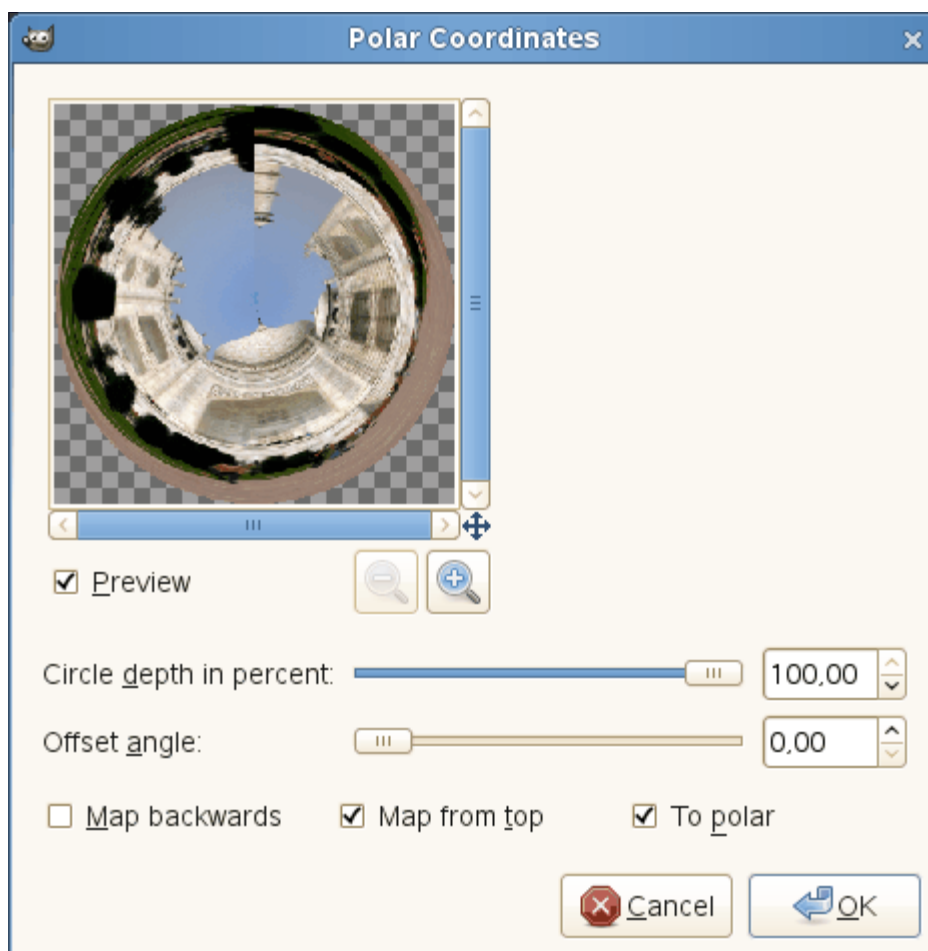 Polar Coordinates
Preview
Circle depth in percent: 100,00
Offset angle: 0,00
Map backwards Map from top To polar
Cancel OK